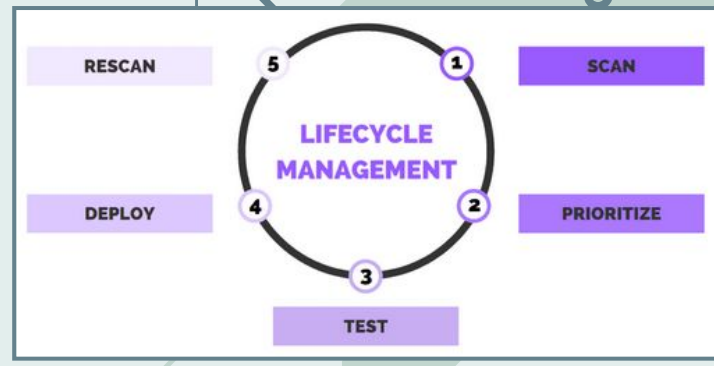 LIFECYCLE
MANAGEMENT
1
SCAN
2
PRIORITIZE
3
TEST
4
DEPLOY
5
RESCAN